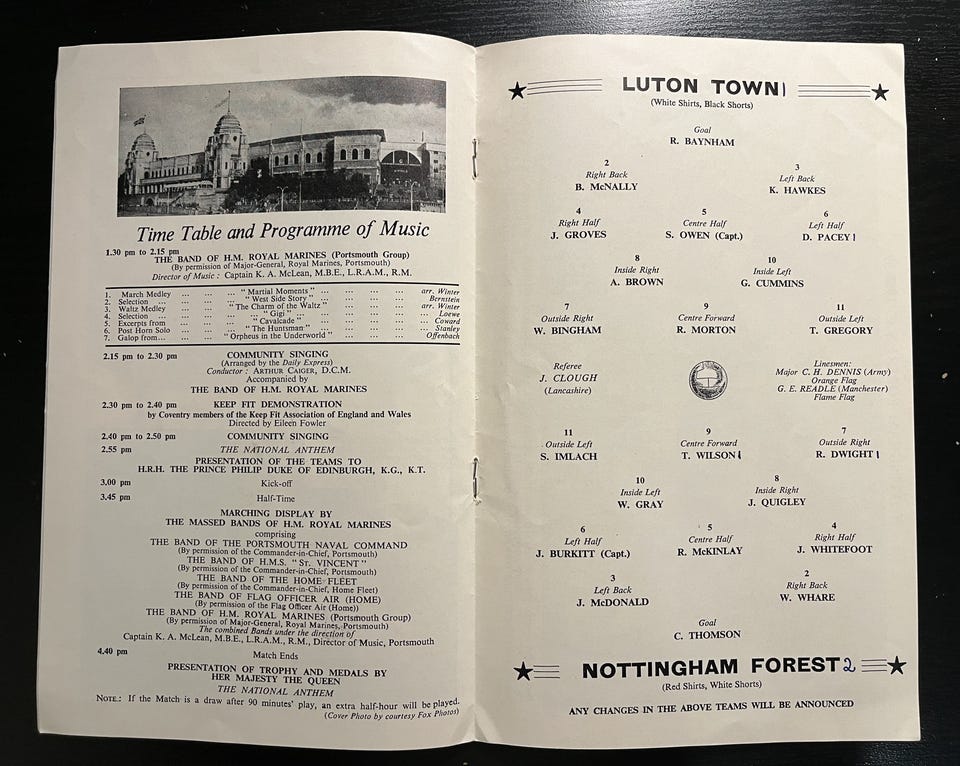 Time Table and Programme of Music
1.30 pm to 2.15 pm
THE BAND OF H.M. ROYAL MARINES (Portsmouth Group)
(By permission of Major-General, Royal Marines, Portsmouth)
Director of Music : Captain K. A. McLean, M.B.E., L.R.A.M., R.M.
1. March Medley ... ... ... " Martial Moments " ... ... ... ... arr. Winter
2. Selection ... ... ... ... " West Side Story " ... ... ... ... Bernstein
3. Waltz Medley ... ... ... " The Charm of the Waltz " ... ... ... arr. Winter
4. Selection ... ... ... ... " Gigi " ... ... ... ... Loewe
5. Excerpts from ... ... ... " Cavalcade " ... ... ... ... Coward
6. Post Horn Solo ... ... ... " The Huntsman " ... ... ... ... Stanley
7. Galop from... ... ... " Orpheus in the Underworld " ... ... ... Offenbach
2.15 pm to 2.30 pm COMMUNITY SINGING
(Arranged by the Daily Express)
Conductor : ARTHUR CAIGER, D.C.M.
Accompanied by
THE BAND OF H.M. ROYAL MARINES
2.30 pm to 2.40 pm KEEP FIT DEMONSTRATION
by Coventry members of the Keep Fit Association of England and Wales
Directed by Eileen Fowler
2.40 pm to 2.50 pm COMMUNITY SINGING
2.55 pm THE NATIONAL ANTHEM
PRESENTATION OF THE TEAMS TO
H.R.H. THE PRINCE PHILIP DUKE OF EDINBURGH, K.G., K.T.
3.00 pm Kick-off
3.45 pm Half-Time
MARCHING DISPLAY BY
THE MASSED BANDS OF H.M. ROYAL MARINES
comprising
THE BAND OF THE PORTSMOUTH NAVAL COMMAND
(By permission of the Commander-in-Chief, Portsmouth)
THE BAND OF H.M.S. " ST. VINCENT "
(By permission of the Commander-in-Chief, Portsmouth)
THE BAND OF THE HOME FLEET
(By permission of the Commander-in-Chief, Home Fleet)
THE BAND OF FLAG OFFICER AIR (HOME)
(By permission of the Flag Officer Air (Home))
THE BAND OF H.M. ROYAL MARINES (Portsmouth Group)
(By permission of Major-General, Royal Marines, Portsmouth)
The combined Bands under the direction of
Captain K. A. McLean, M.B.E., L.R.A.M., R.M., Director of Music, Portsmouth
4.40 pm Match Ends
PRESENTATION OF TROPHY AND MEDALS BY
HER MAJESTY THE QUEEN
THE NATIONAL ANTHEM
NOTE: If the Match is a draw after 90 minutes' play, an extra half-hour will be played.
(Cover Photo by courtesy Fox Photos)
LUTON TOWN 1
(White Shirts, Black Shorts)
Goal
R. BAYNHAM
2 3
Right Back Left Back
B. McNALLY K. HAWKES
4 5 6
Right Half Centre Half Left Half
J. GROVES S. OWEN (Capt.) D. PACEY 1
8 10
Inside Right Inside Left
A. BROWN G. CUMMINS
7 9 11
Outside Right Centre Forward Outside Left
W. BINGHAM R. MORTON T. GREGORY
Referee
J. CLOUGH
(Lancashire)
Linesmen:
Major C. H. DENNIS (Army)
Orange Flag
G. E. READLE (Manchester)
Flame Flag
11 9 7
Outside Left Centre Forward Outside Right
S. IMLACH T. WILSON 1 R. DWIGHT 1
10 8
Inside Left Inside Right
W. GRAY J. QUIGLEY
6 5 4
Left Half Centre Half Right Half
J. BURKITT (Capt.) R. McKINLAY J. WHITEFOOT
3 2
Left Back Right Back
J. McDONALD W. WHARE
Goal
C. THOMSON
NOTTINGHAM FOREST 2
(Red Shirts, White Shorts)
ANY CHANGES IN THE ABOVE TEAMS WILL BE ANNOUNCED